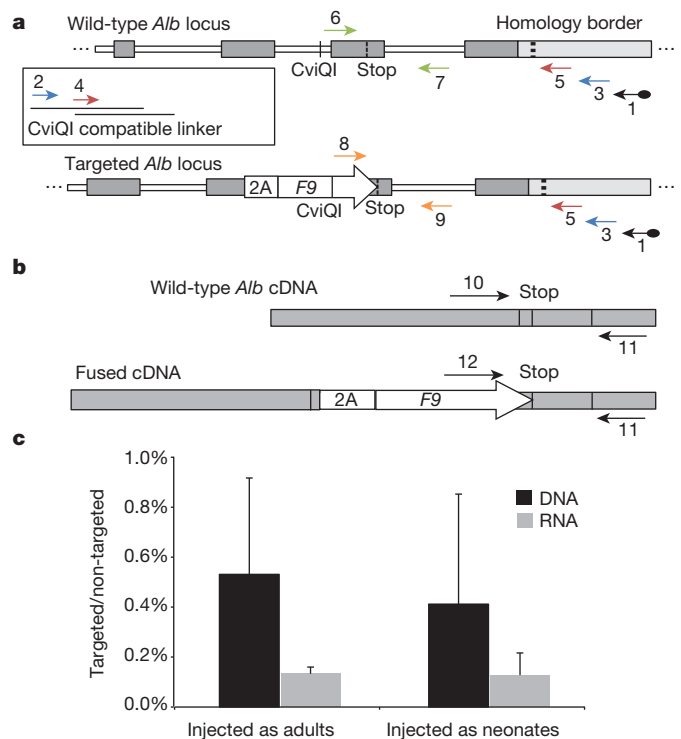 a
Wild-type Alb locus
6
Homology border
...
...
CviQI
Stop
7
5
3
1
2
4
CviQI compatible linker
8
Targeted Alb locus
...
2A
F9
...
CviQI
Stop
9
5
3
1
b
Wild-type Alb cDNA
10
Stop
11
Fused cDNA
12
Stop
2A
F9
11
c
1.0%
0.8%
0.6%
0.4%
0.2%
0.0%
Targeted/non-targeted
DNA
RNA
Injected as adults
Injected as neonates